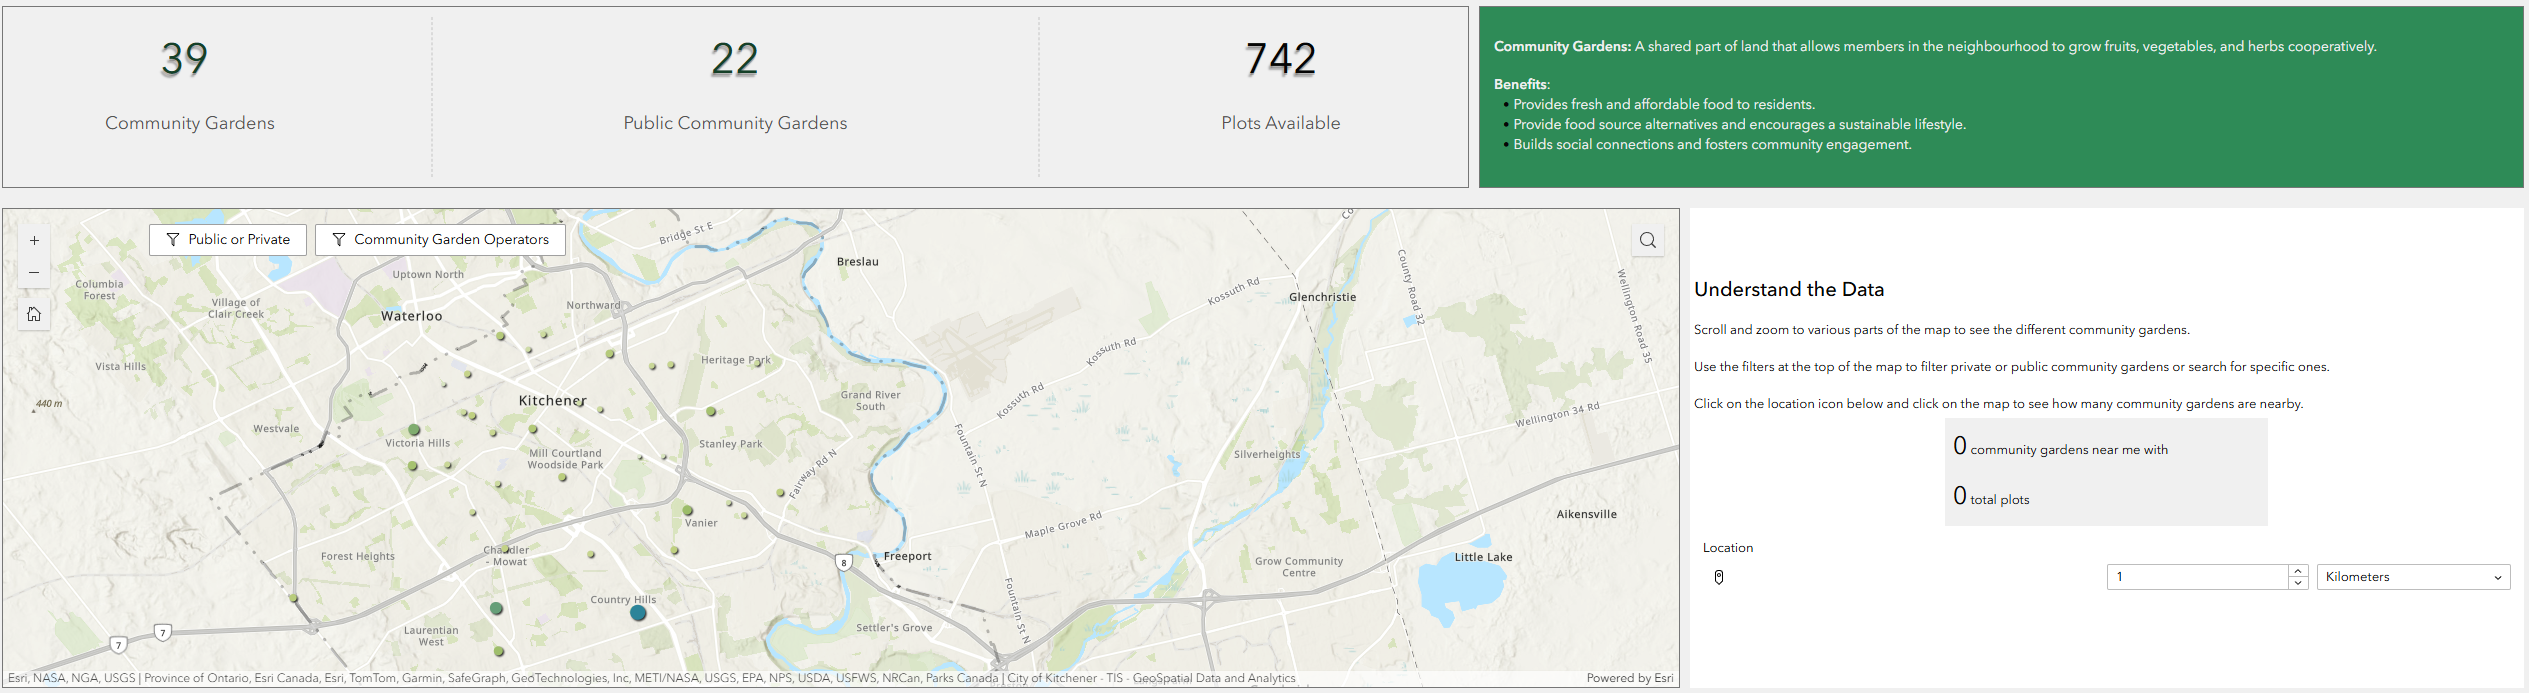 39
Community Gardens
22
Public Community Gardens
742
Plots Available
Community Gardens: A shared part of land that allows members in the neighbourhood to grow fruits, vegetables, and herbs cooperatively.
Benefits:
• Provides fresh and affordable food to residents.
• Provide food source alternatives and encourages a sustainable lifestyle.
• Builds social connections and fosters community engagement.
+
−
Public or Private
Community Garden Operators
Bridge St E
Breslau
Uptown North
Columbia
Forest
Village of
Clair Creek
Northward
Waterloo
Kossuth Rd
Glenchristie
County Road 32
Wellington Road 35
Vista Hills
Heritage Park
Kossuth Rd
440 m
Kitchener
Grand River
South
Kossuth Rd
Wellington 34 Rd
Westvale
Victoria Hills
Stanley Park
Mill Courtland
Woodside Park
Fairway Rd N
Fountain St N
Silverheights
Vanier
Maple Grove Rd
Aikensville
Forest Heights
Chandler
- Mowat
8
Freeport
Grow Community
Centre
Little Lake
Country Hills
Fountain St N
Laurentian
West
Settler's Grove
7
7
Esri, NASA, NGA, USGS | Province of Ontario, Esri Canada, Esri, TomTom, Garmin, SafeGraph, GeoTechnologies, Inc, METI/NASA, USGS, EPA, NPS, USDA, USFWS, NRCan, Parks Canada | City of Kitchener - TIS - GeoSpatial Data and Analytics
Powered by Esri
Understand the Data
Scroll and zoom to various parts of the map to see the different community gardens.
Use the filters at the top of the map to filter private or public community gardens or search for specific ones.
Click on the location icon below and click on the map to see how many community gardens are nearby.
0 community gardens near me with
0 total plots
Location
1
Kilometers